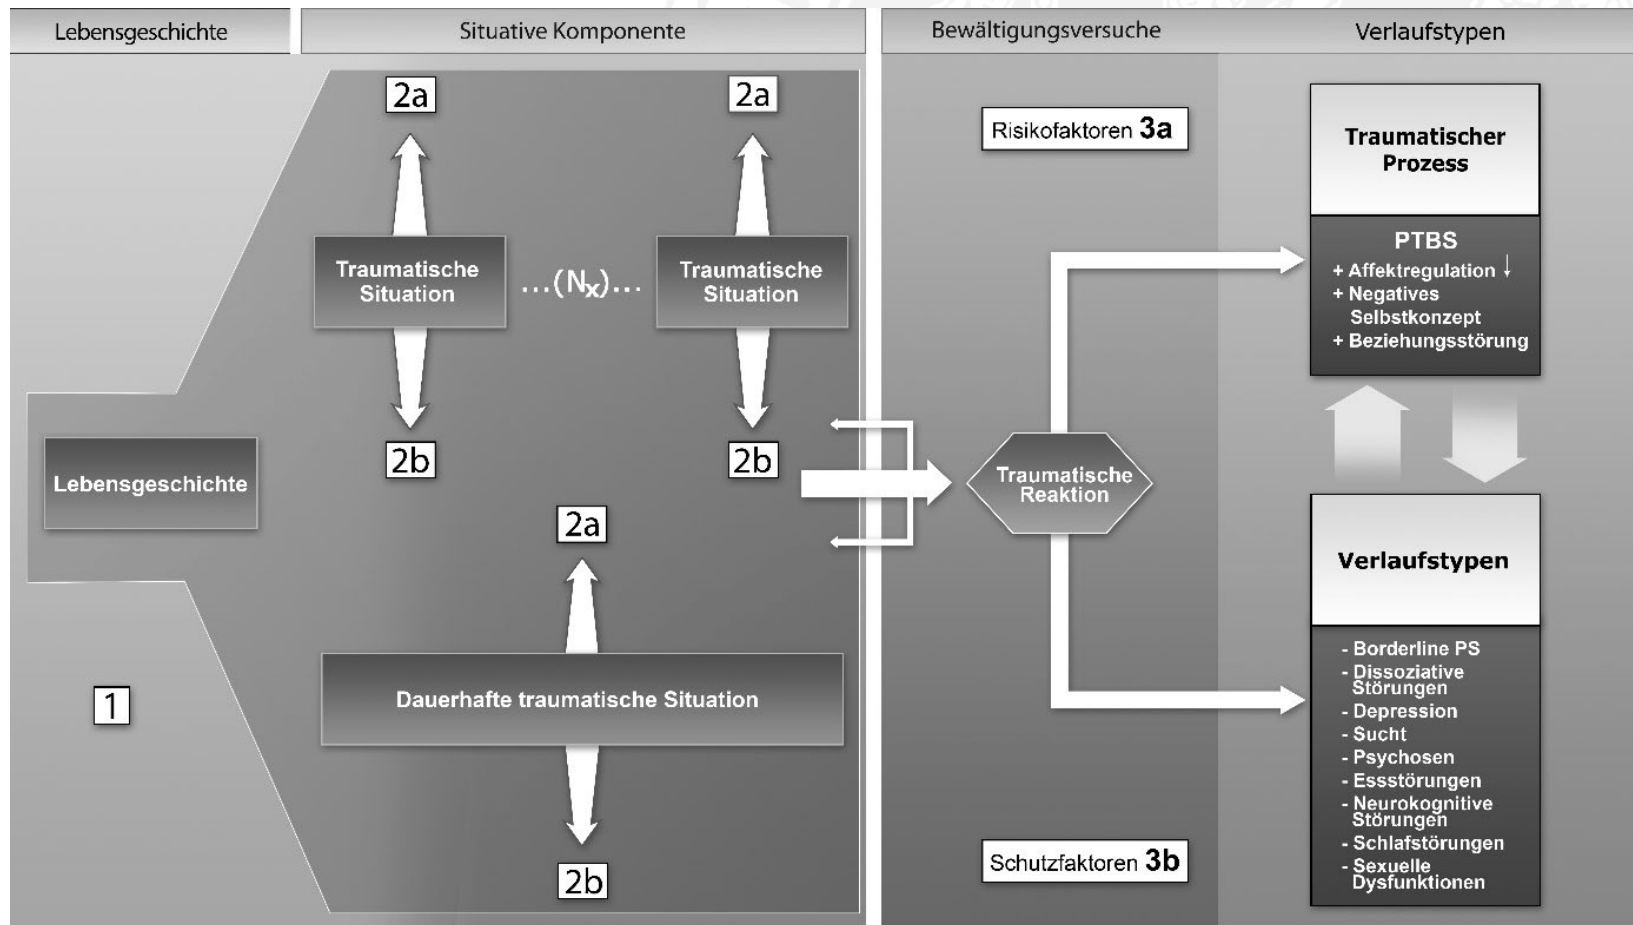 Lebensgeschichte
Situative Komponente
Bewältigungsversuche
Verlaufstypen
2a
2a
Traumatische
Situation
...(Nx)...
Traumatische
Situation
2b
2b
Lebensgeschichte
1
2a
Dauerhafte traumatische Situation
2b
Risikofaktoren 3a
Traumatische
Reaktion
Schutzfaktoren 3b
Traumatischer
Prozess
PTBS
+ Affektregulation ↓
+ Negatives
Selbstkonzept
+ Beziehungsstörung
Verlaufstypen
- Borderline PS
- Dissoziative
Störungen
- Depression
- Sucht
- Psychosen
- Essstörungen
- Neurokognitive
Störungen
- Schlafstörungen
- Sexuelle
Dysfunktionen